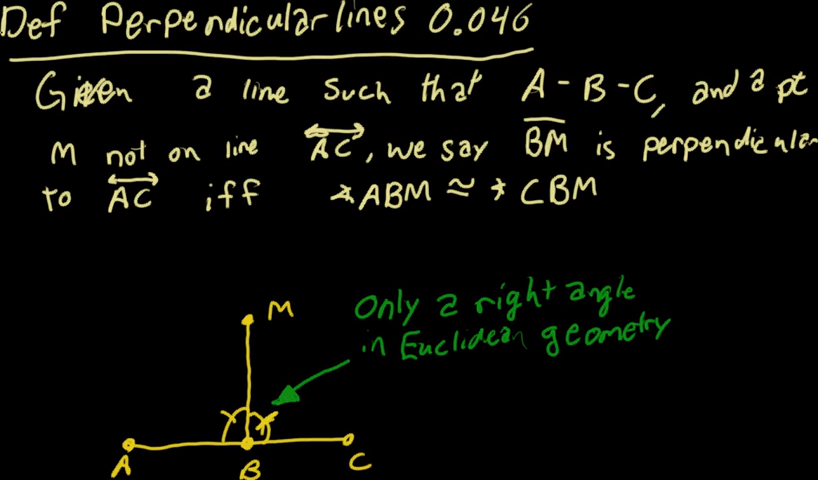 Def Perpendicular lines 0.046
Given a line such that A-B-C, and a pt
M not on line AC, we say BM is perpendicular
to AC iff ∡ABM ≅ ∡CBM
Only a right angle
in Euclidean geometry
M
A
B
C